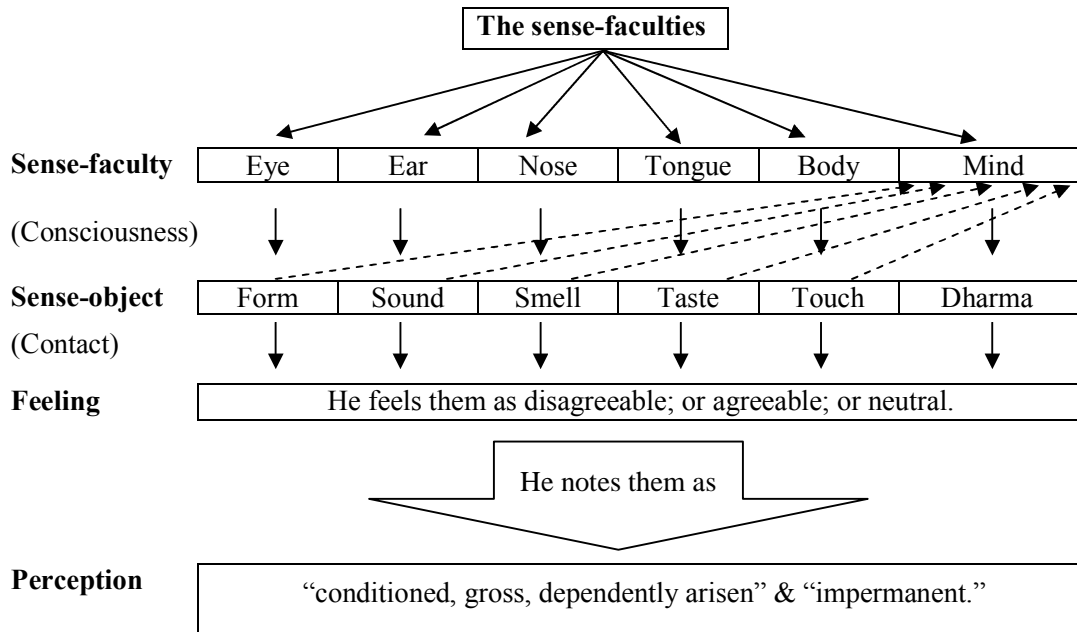 The sense-faculties
Sense-faculty Eye Ear Nose Tongue Body Mind
(Consciousness)
Sense-object Form Sound Smell Taste Touch Dharma
(Contact)
Feeling He feels them as disagreeable; or agreeable; or neutral.
He notes them as
Perception “conditioned, gross, dependently arisen” & “impermanent.”